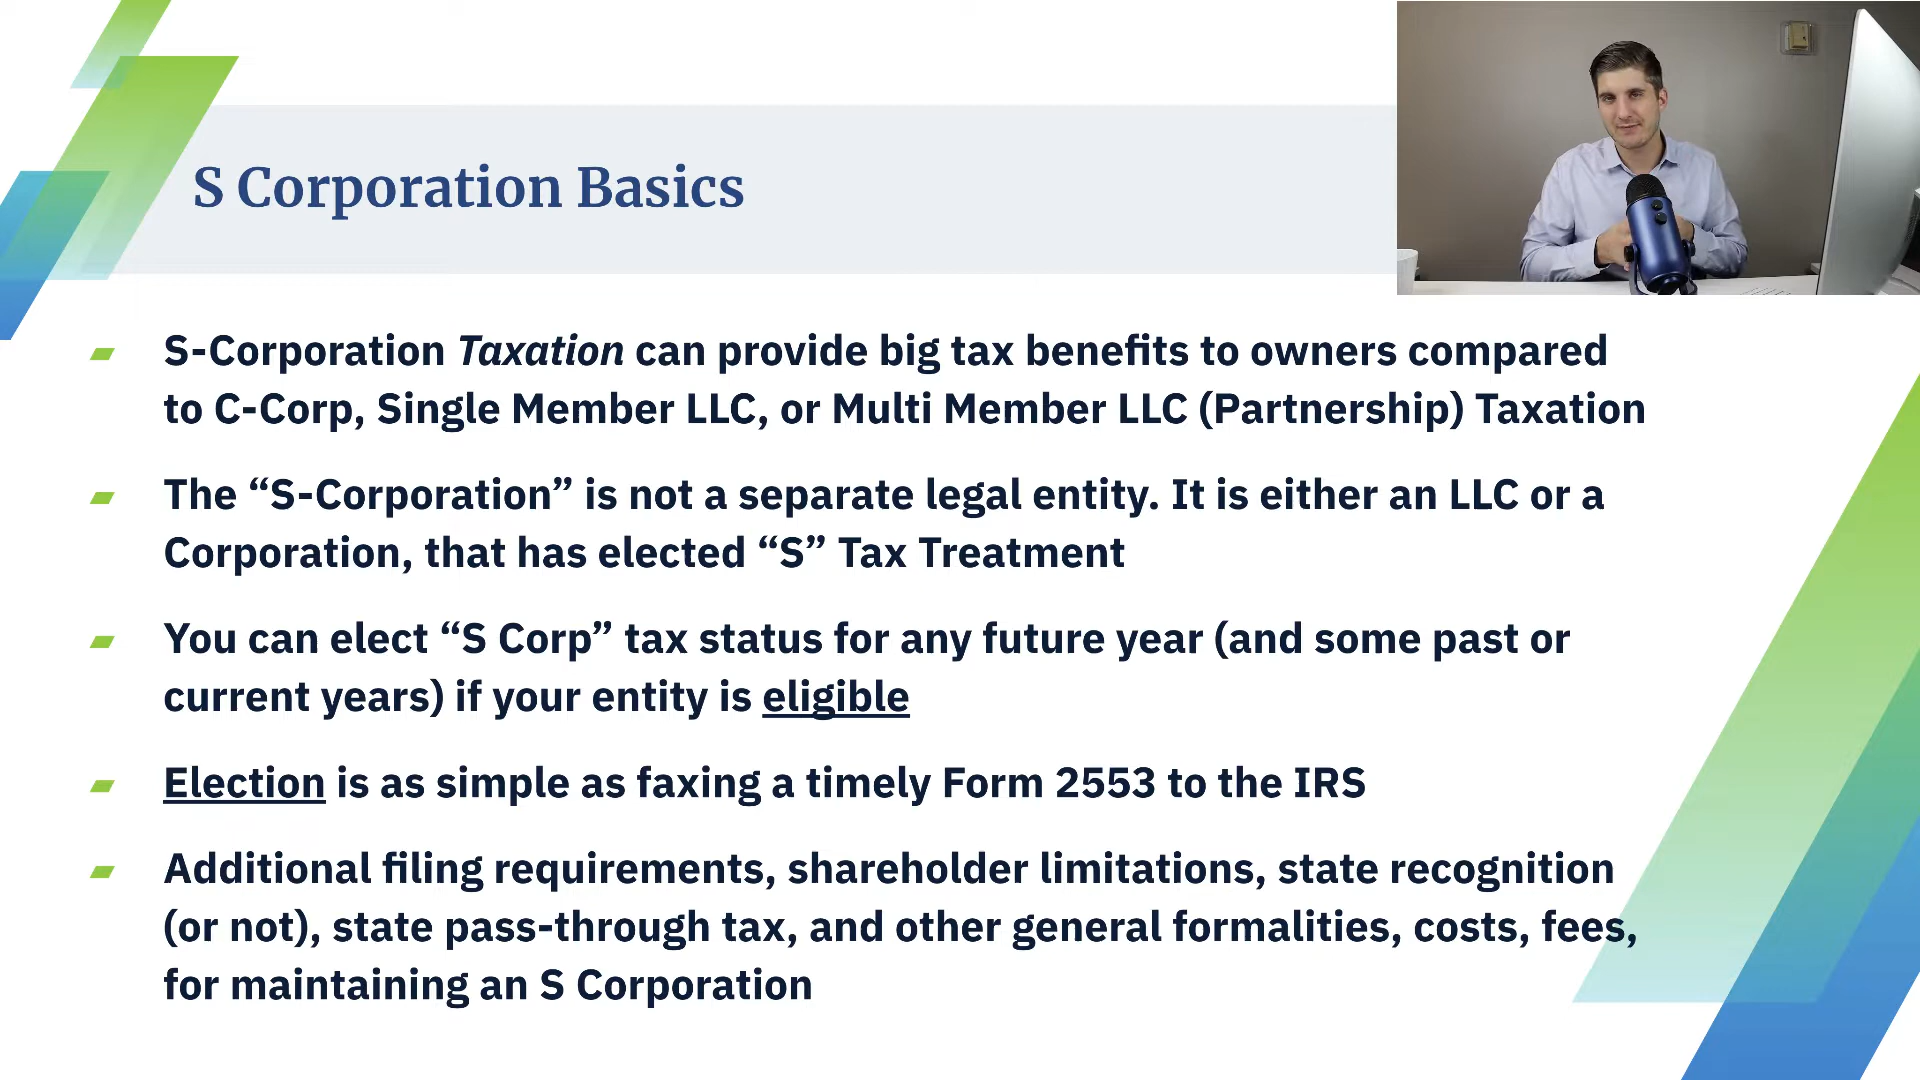 S Corporation Basics
S-Corporation Taxation can provide big tax benefits to owners compared
to C-Corp, Single Member LLC, or Multi Member LLC (Partnership) Taxation
The “S-Corporation” is not a separate legal entity. It is either an LLC or a
Corporation, that has elected “S” Tax Treatment
You can elect “S Corp” tax status for any future year (and some past or
current years) if your entity is eligible
Election is as simple as faxing a timely Form 2553 to the IRS
Additional filing requirements, shareholder limitations, state recognition
(or not), state pass-through tax, and other general formalities, costs, fees,
for maintaining an S Corporation